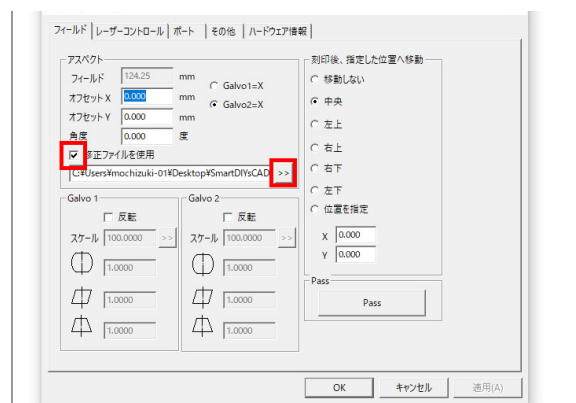 フィールド レーザーコントロール ポート その他 ハードウェア情報
アスペクト
フィールド 124.25 mm
Galvo1=X
オフセット X 0.000 mm
Galvo2=X
オフセット Y 0.000 mm
角度 0.000 度
修正ファイルを使用
C:¥Users¥mochizuki-01¥Desktop¥SmartDIYsCAD >>
Galvo 1
反転
スケール 100.0000 >>
1.0000
1.0000
1.0000
Galvo 2
反転
スケール 100.0000 >>
1.0000
1.0000
1.0000
刻印後、指定した位置へ移動
移動しない
中央
左上
右上
右下
左下
位置を指定
X 0.000
Y 0.000
Pass
Pass
OK キャンセル 適用(A)